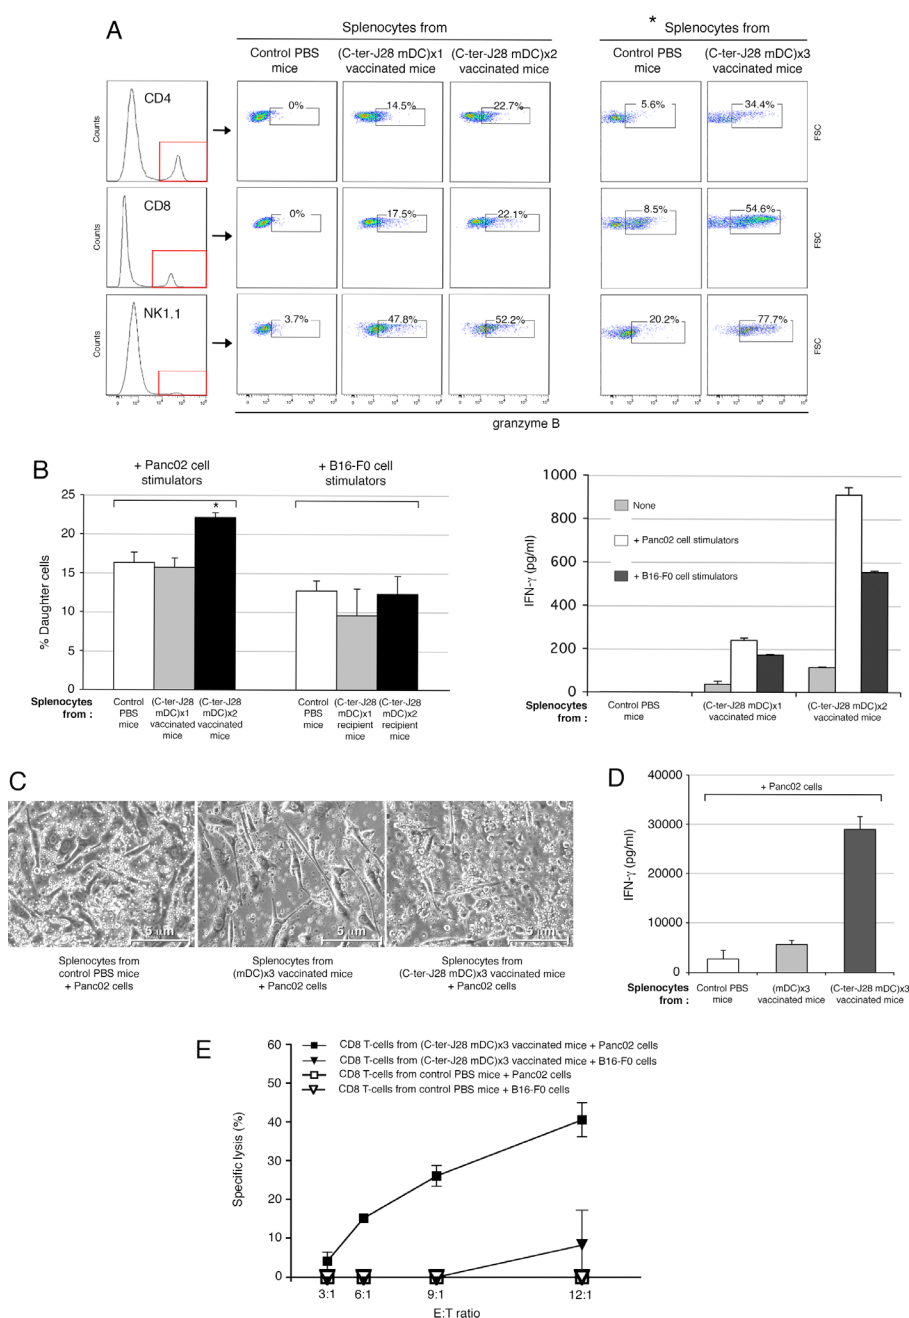 A
Splenocytes from
* Splenocytes from
Control PBS mice
(C-ter-J28 mDC)x1 vaccinated mice
(C-ter-J28 mDC)x2 vaccinated mice
Control PBS mice
(C-ter-J28 mDC)x3 vaccinated mice
Counts
CD4
0%
14.5%
22.7%
5.6%
34.4%
FSC
Counts
CD8
0%
17.5%
22.1%
8.5%
54.6%
FSC
Counts
NK1.1
3.7%
47.8%
52.2%
20.2%
77.7%
FSC
granzyme B
B
+ Panc02 cell
stimulators
+ B16-F0 cell
stimulators
% Daughter cells
25
20
15
10
5
0
*
Splenocytes
from :
Control
PBS
mice
(C-ter-J28
mDC)x1
vaccinated
mice
(C-ter-J28
mDC)x2
vaccinated
mice
Control
PBS
mice
(C-ter-J28
mDC)x1
recipient
mice
(C-ter-J28
mDC)x2
recipient
mice
IFN-γ (pg/ml)
1000
800
600
400
200
0
None
+ Panc02 cell stimulators
+ B16-F0 cell stimulators
Splenocytes
from :
Control PBS
mice
(C-ter-J28 mDC)x1
vaccinated mice
(C-ter-J28 mDC)x2
vaccinated mice
C
5 µm
5 µm
5 µm
Splenocytes from
control PBS mice
+ Panc02 cells
Splenocytes from
(mDC)x3 vaccinated mice
+ Panc02 cells
Splenocytes from
(C-ter-J28 mDC)x3 vaccinated mice
+ Panc02 cells
D
+ Panc02 cells
IFN-γ (pg/ml)
40000
30000
20000
10000
0
Splenocytes
from :
Control PBS
mice
(mDC)x3
vaccinated mice
(C-ter-J28 mDC)x3
vaccinated mice
E
CD8 T-cells from (C-ter-J28 mDC)x3 vaccinated mice + Panc02 cells
CD8 T-cells from (C-ter-J28 mDC)x3 vaccinated mice + B16-F0 cells
CD8 T-cells from control PBS mice + Panc02 cells
CD8 T-cells from control PBS mice + B16-F0 cells
Specific lysis (%)
60
50
40
30
20
10
0
3:1
6:1
9:1
12:1
E:T ratio